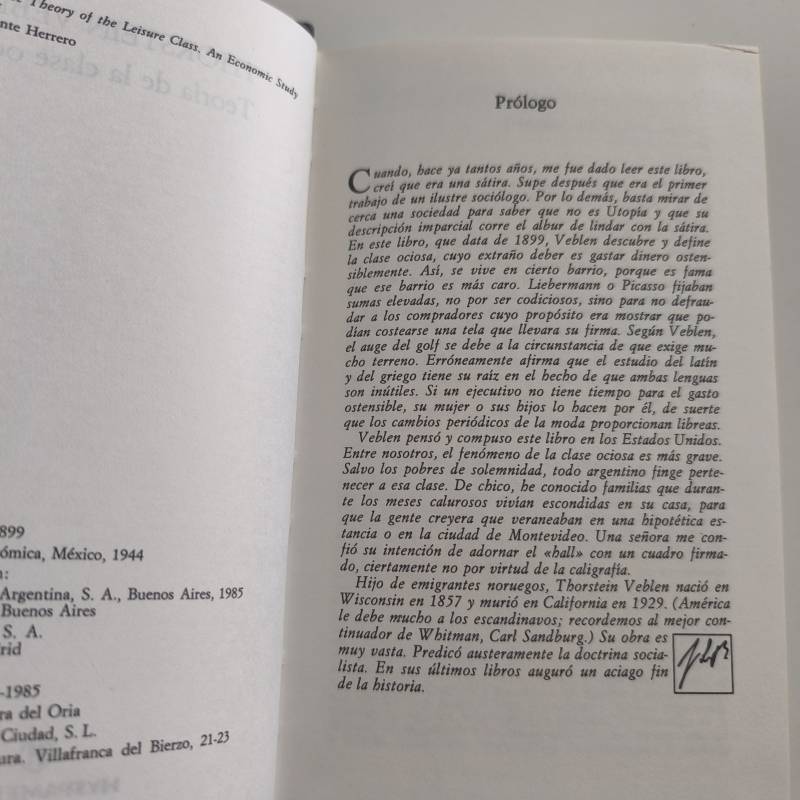 Theory of the Leisure Class. An Economic Study
nte Herrero
899
ómica, México, 1944
n:
Argentina, S. A., Buenos Aires, 1985
Buenos Aires
S. A.
rid
-1985
ra del Oria
Ciudad, S. L.
ura. Villafranca del Bierzo, 21-23
Prólogo
Cuando, hace ya tantos años, me fue dado leer este libro,
creí que era una sátira. Supe después que era el primer
trabajo de un ilustre sociólogo. Por lo demás, basta mirar de
cerca una sociedad para saber que no es Utopía y que su
descripción imparcial corre el albur de lindar con la sátira.
En este libro, que data de 1899, Veblen descubre y define
la clase ociosa, cuyo extraño deber es gastar dinero osten-
siblemente. Así, se vive en cierto barrio, porque es fama
que ese barrio es más caro. Liebermann o Picasso fijaban
sumas elevadas, no por ser codiciosos, sino para no defrau-
dar a los compradores cuyo propósito era mostrar que po-
dían costearse una tela que llevara su firma. Según Veblen,
el auge del golf se debe a la circunstancia de que exige mu-
cho terreno. Erróneamente afirma que el estudio del latín
y del griego tiene su raíz en el hecho de que ambas lenguas
son inútiles. Si un ejecutivo no tiene tiempo para el gasto
ostensible, su mujer o sus hijos lo hacen por él, de suerte
que los cambios periódicos de la moda proporcionan libreas.
Veblen pensó y compuso este libro en los Estados Unidos.
Entre nosotros, el fenómeno de la clase ociosa es más grave.
Salvo los pobres de solemnidad, todo argentino finge perte-
necer a esa clase. De chico, he conocido familias que duran-
te los meses calurosos vivían escondidas en su casa, para
que la gente creyera que veraneaban en una hipotética es-
tancia o en la ciudad de Montevideo. Una señora me con-
fió su intención de adornar el «hall» con un cuadro firma-
do, ciertamente no por virtud de la caligrafía.
Hijo de emigrantes noruegos, Thorstein Veblen nació en
Wisconsin en 1857 y murió en California en 1929. (América
le debe mucho a los escandinavos; recordemos al mejor con-
tinuador de Whitman, Carl Sandburg.) Su obra es
muy vasta. Predicó austeramente la doctrina socia-
lista. En sus últimos libros auguró un aciago fin
de la historia.